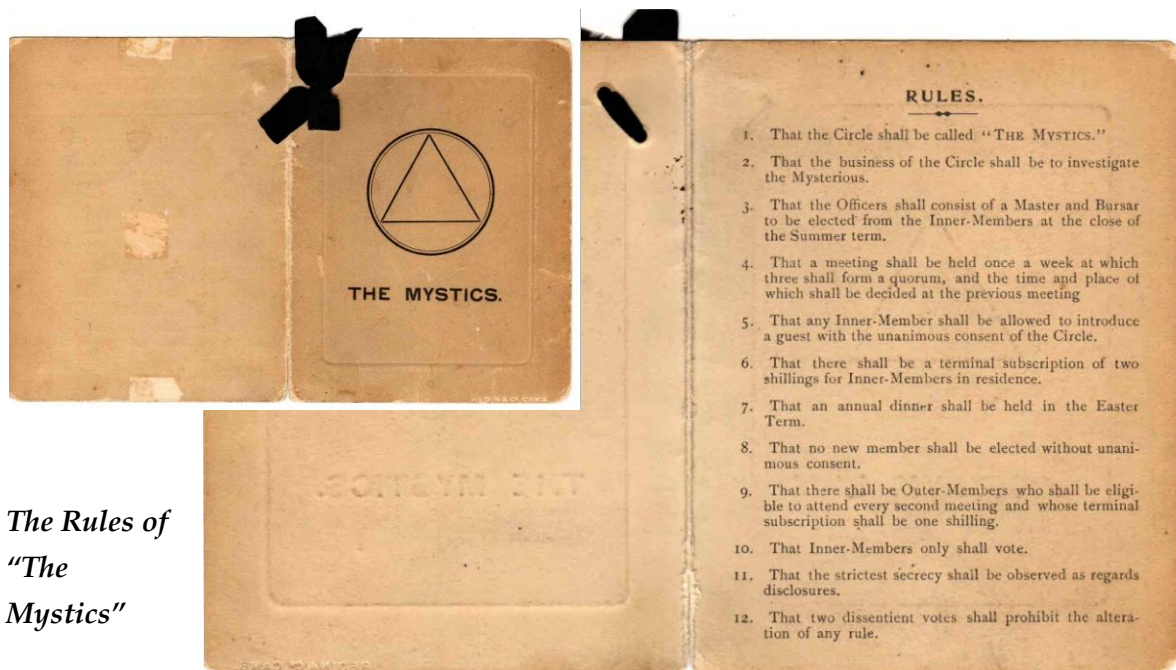 THE MYSTICS.
RULES.
1. That the Circle shall be called “THE MYSTICS.”
2. That the business of the Circle shall be to investigate
the Mysterious.
3. That the Officers shall consist of a Master and Bursar
to be elected from the Inner-Members at the close of
the Summer term.
4. That a meeting shall be held once a week at which
three shall form a quorum, and the time and place of
which shall be decided at the previous meeting
5. That any Inner-Member shall be allowed to introduce
a guest with the unanimous consent of the Circle.
6. That there shall be a terminal subscription of two
shillings for Inner-Members in residence.
7. That an annual dinner shall be held in the Easter
Term.
8. That no new member shall be elected without unani-
mous consent.
9. That there shall be Outer-Members who shall be eligi-
ble to attend every second meeting and whose terminal
subscription shall be one shilling.
10. That Inner-Members only shall vote.
11. That the strictest secrecy shall be observed as regards
disclosures.
12. That two dissentient votes shall prohibit the altera-
tion of any rule.
THE MYSTICS.
The Rules of
“The
Mystics”